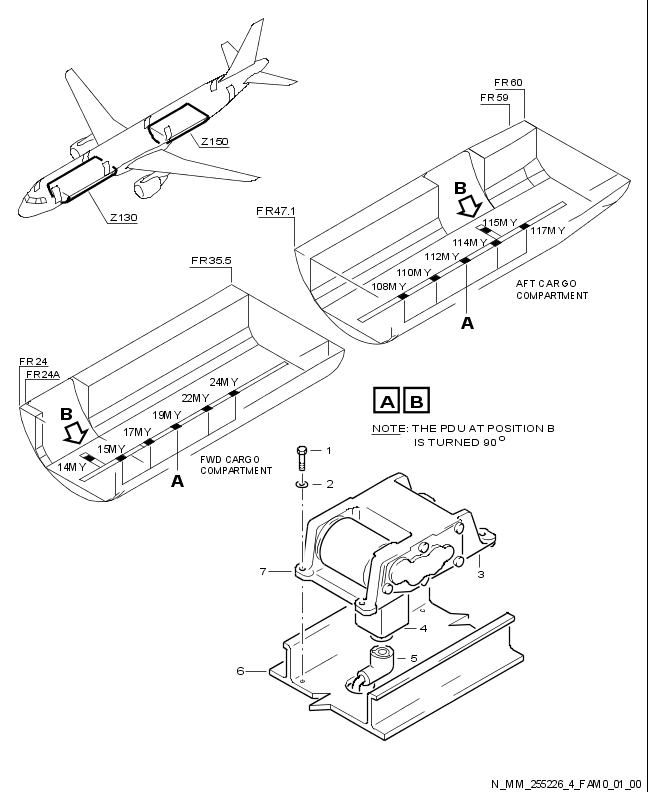 FR60
FR59
Z150
B
115MY
117MY
FR47.1
Z130
114MY
112MY
110MY
108MY
AFT CARGO
COMPARTMENT
FR35.5
A
FR24
FR24A
24MY
22MY
B
19MY
17MY
15MY
14MY
FWD CARGO
COMPARTMENT
A
A B
NOTE: THE PDU AT POSITION B
IS TURNED 90°
1
2
7
3
4
5
6
N_MM_255226_4_FAM0_01_00